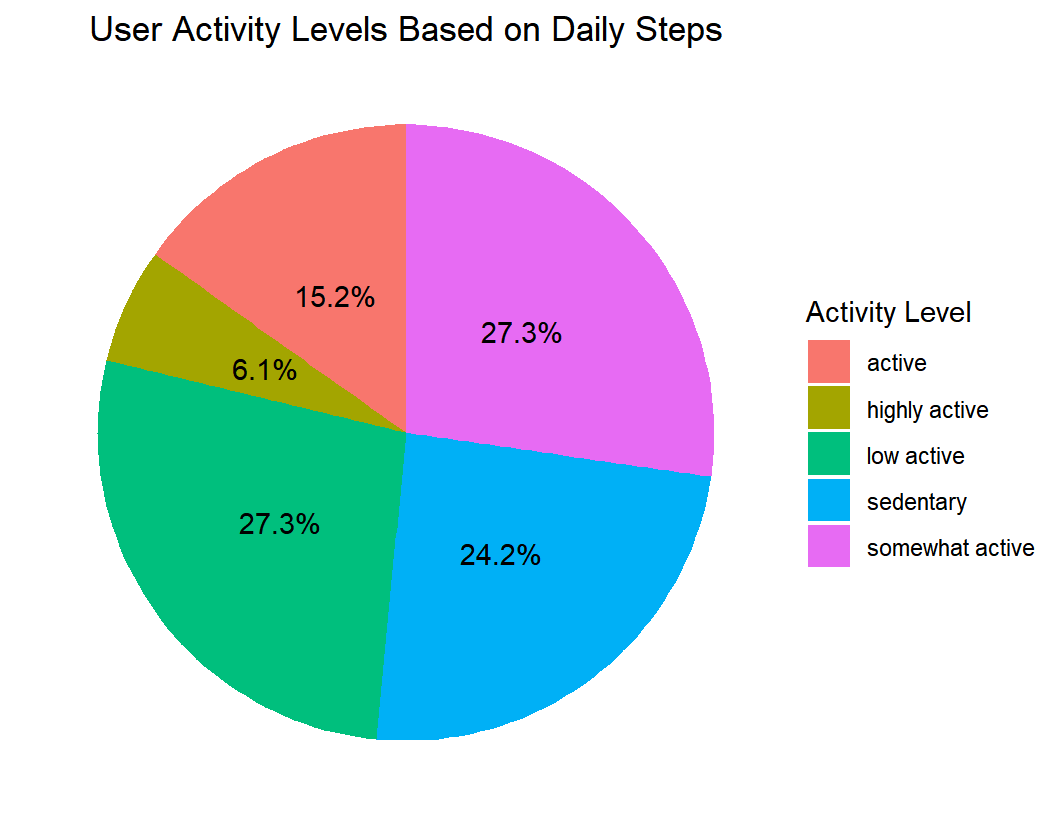 User Activity Levels Based on Daily Steps
15.2%
27.3%
6.1%
27.3%
24.2%
Activity Level
active
highly active
low active
sedentary
somewhat active